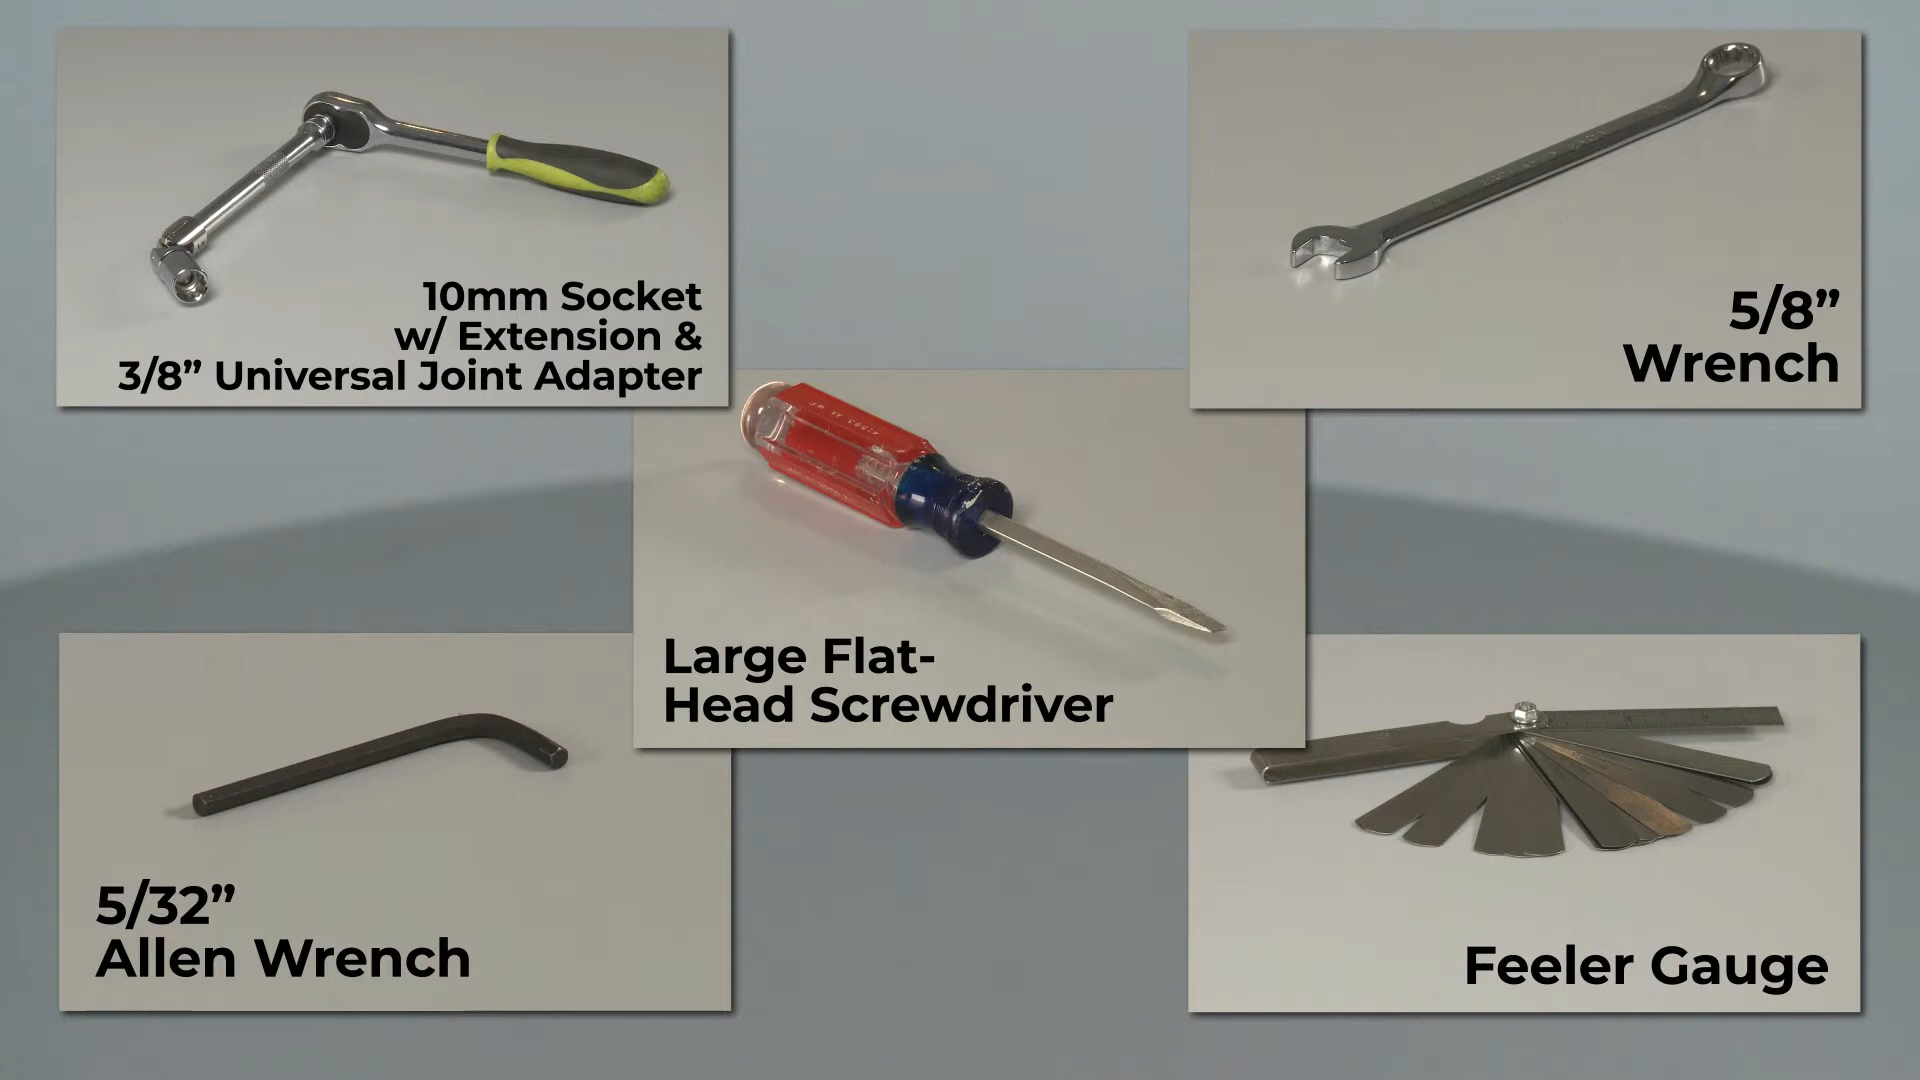 10mm Socket
w/ Extension &
3/8” Universal Joint Adapter
5/8”
Wrench
Large Flat-
Head Screwdriver
5/32”
Allen Wrench
Feeler Gauge